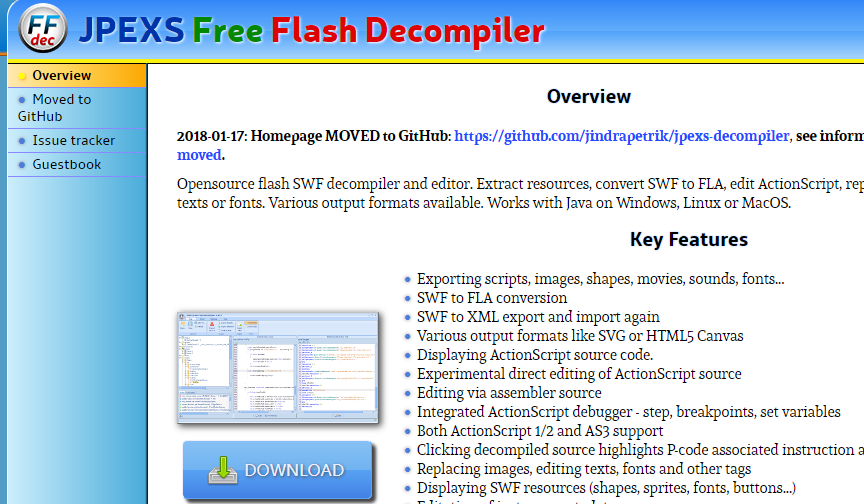 FF
dec
JPEXS Free Flash Decompiler
Overview
Moved to
GitHub
Issue tracker
Guestbook
Overview
2018-01-17: Homepage MOVED to GitHub: https://github.com/jindrapetrik/jpexs-decompiler, see inform
moved.
Opensource flash SWF decompiler and editor. Extract resources, convert SWF to FLA, edit ActionScript, rep
texts or fonts. Various output formats available. Works with Java on Windows, Linux or MacOS.
Key Features
Exporting scripts, images, shapes, movies, sounds, fonts...
SWF to FLA conversion
SWF to XML export and import again
Various output formats like SVG or HTML5 Canvas
Displaying ActionScript source code.
Experimental direct editing of ActionScript source
Editing via assembler source
Integrated ActionScript debugger - step, breakpoints, set variables
Both ActionScript 1/2 and AS3 support
Clicking decompiled source highlights P-code associated instruction a
Replacing images, editing texts, fonts and other tags
Displaying SWF resources (shapes, sprites, fonts, buttons...)
DOWNLOAD